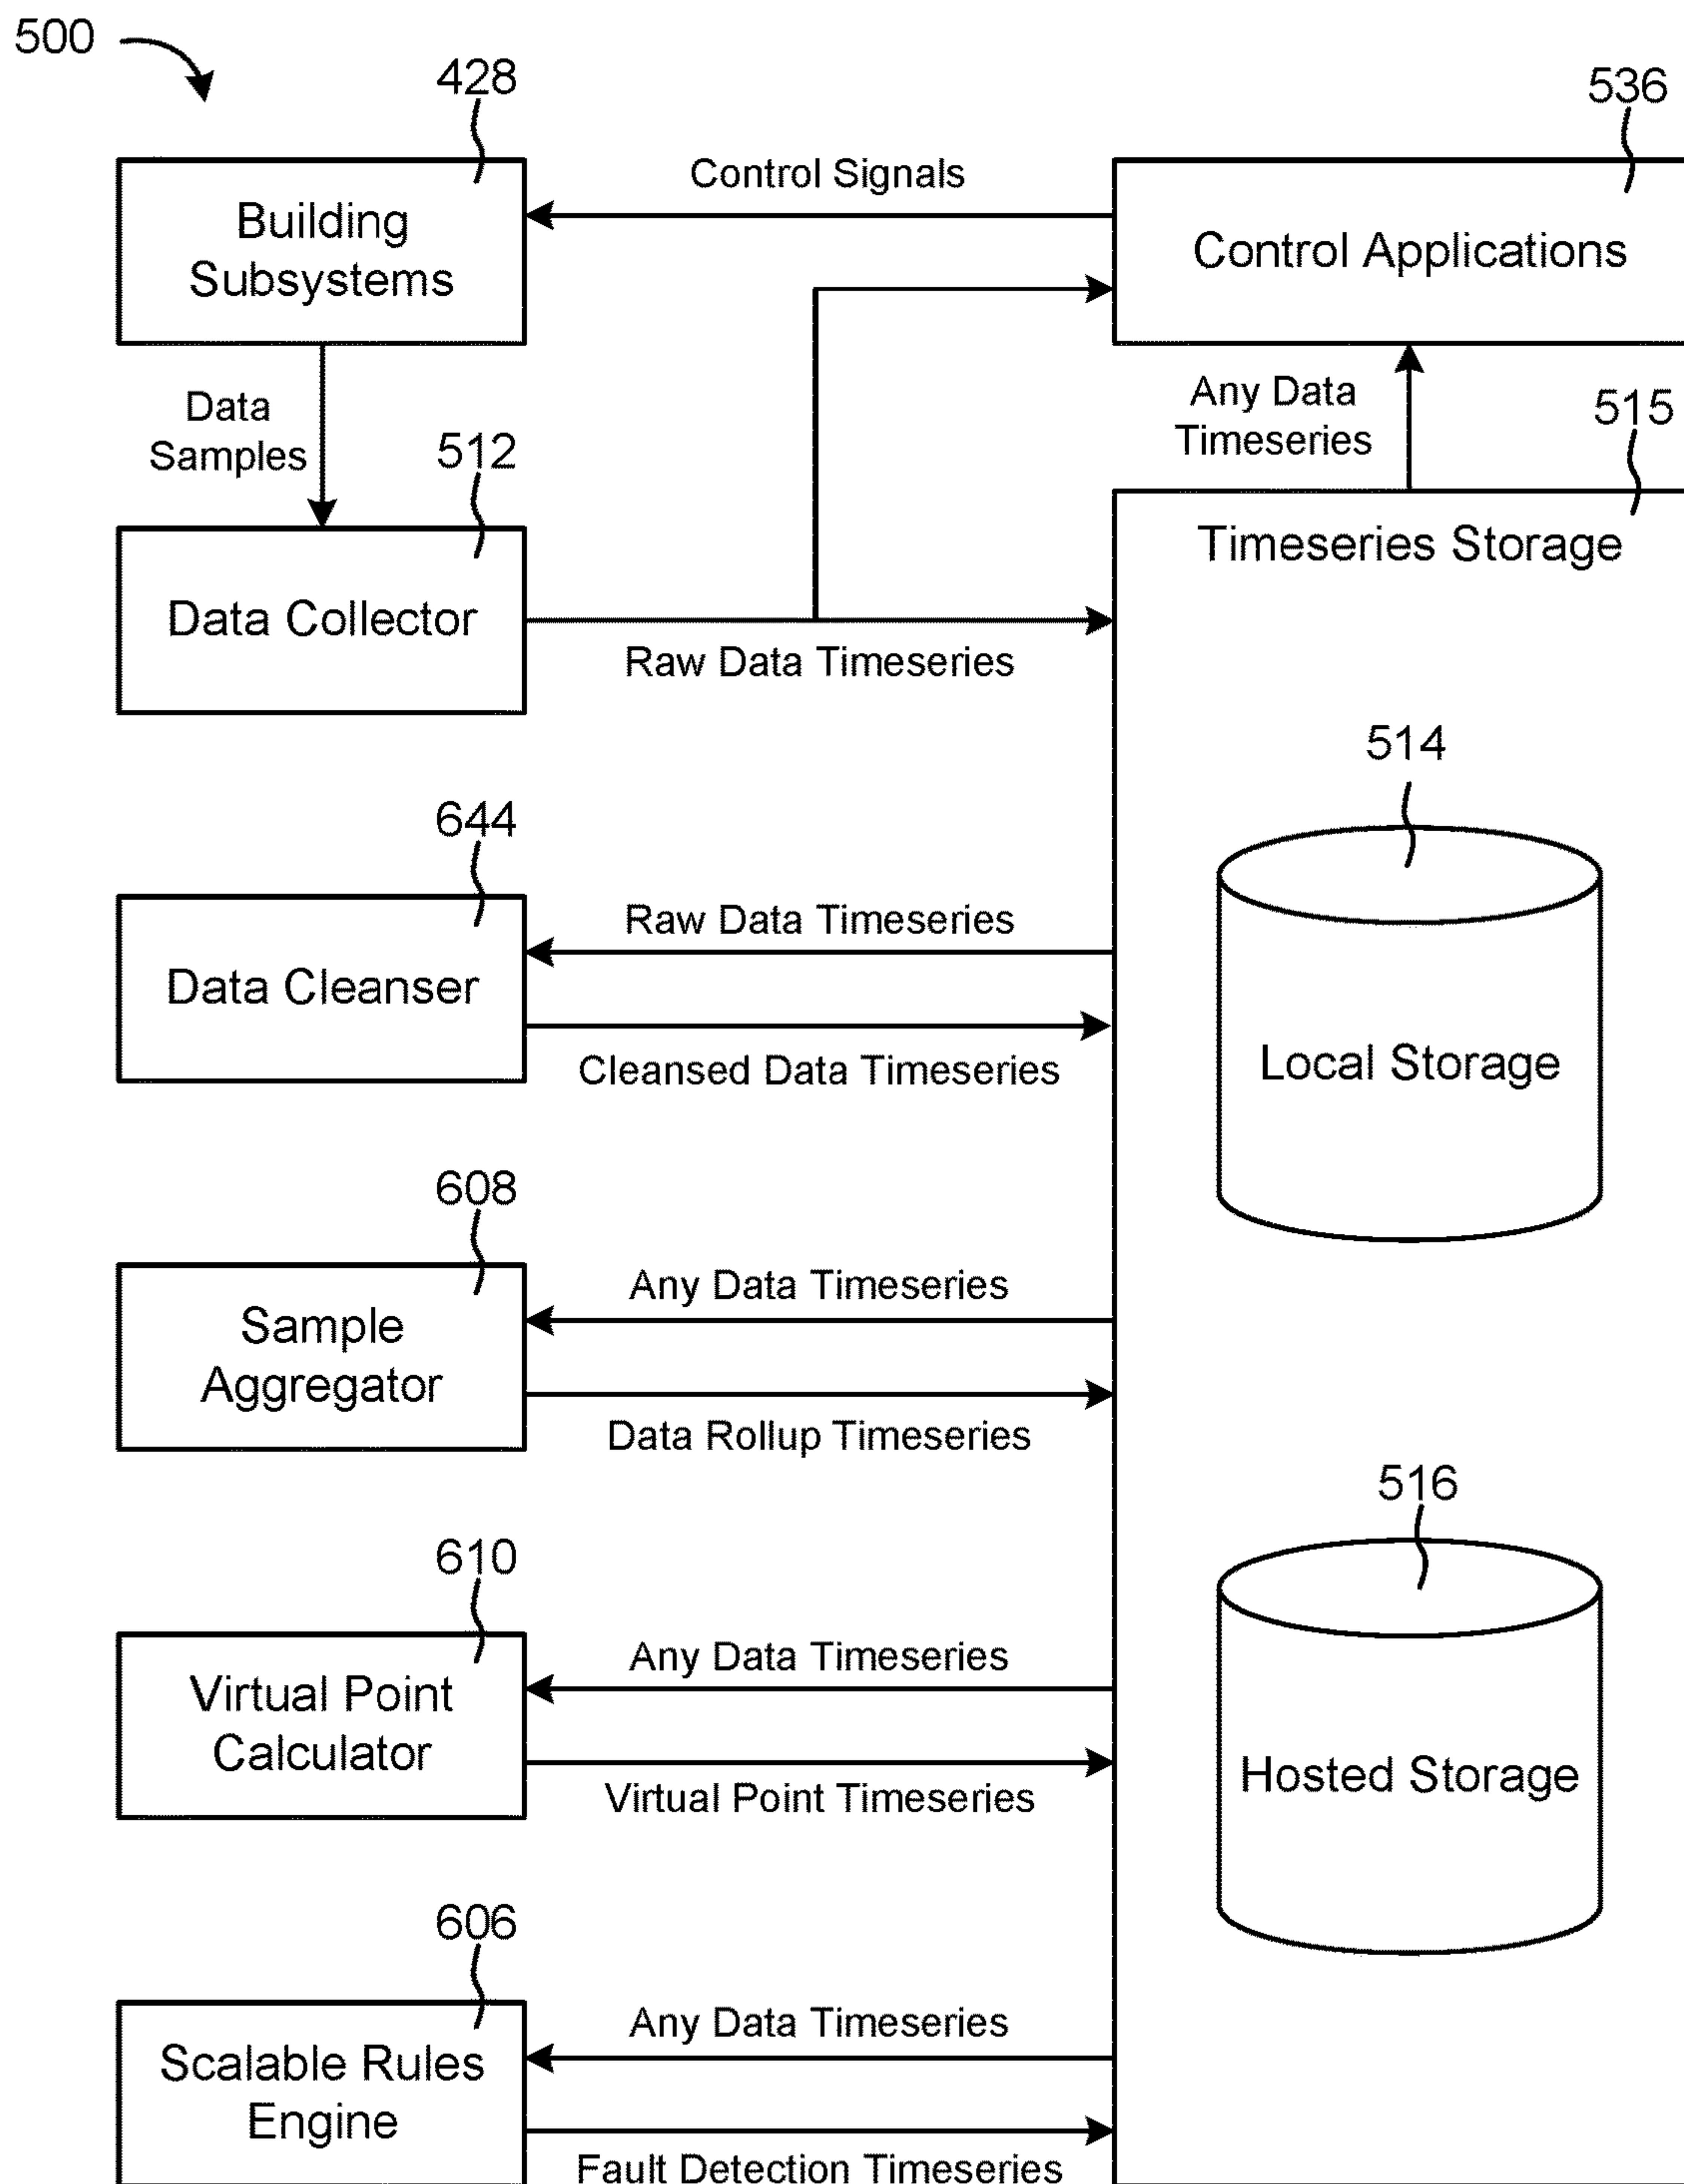 500
428
536
Building
Subsystems
Control Signals
Control Applications
Data
Samples
Any Data
Timeseries
515
512
Data Collector
Raw Data Timeseries
Timeseries Storage
514
Local Storage
644
Data Cleanser
Raw Data Timeseries
Cleansed Data Timeseries
608
Sample
Aggregator
Any Data Timeseries
Data Rollup Timeseries
516
Hosted Storage
610
Virtual Point
Calculator
Any Data Timeseries
Virtual Point Timeseries
606
Scalable Rules
Engine
Any Data Timeseries
Fault Detection Timeseries